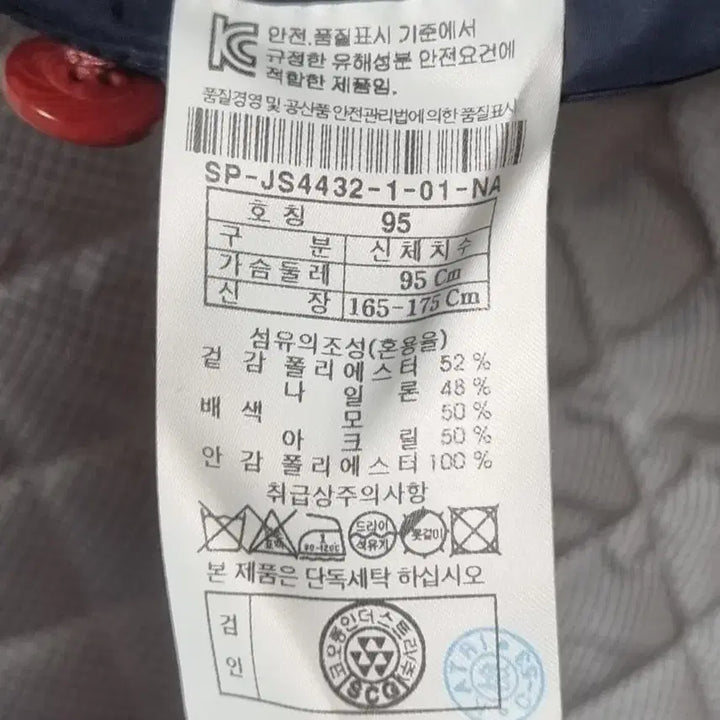 안전.품질표시 기준에서
규정한 유해성분 안전요건에
적합한 제품임.
품질경영 및 공산품 안전관리법에 의한 품질표시
SP-JS4432-1-01-NA
호칭 95
구분 신체치수
가슴둘레 95 Cm
신장 165-175 Cm
섬유의조성(혼용율)
겉감 폴리에스터 52 %
나일론 48 %
배색 모 50 %
아크릴 50 %
안감 폴리에스터 100 %
취급상주의사항
드라이
석유계
옷걸이
80-120℃
본 제품은 단독세탁 하십시오
검인
SCG